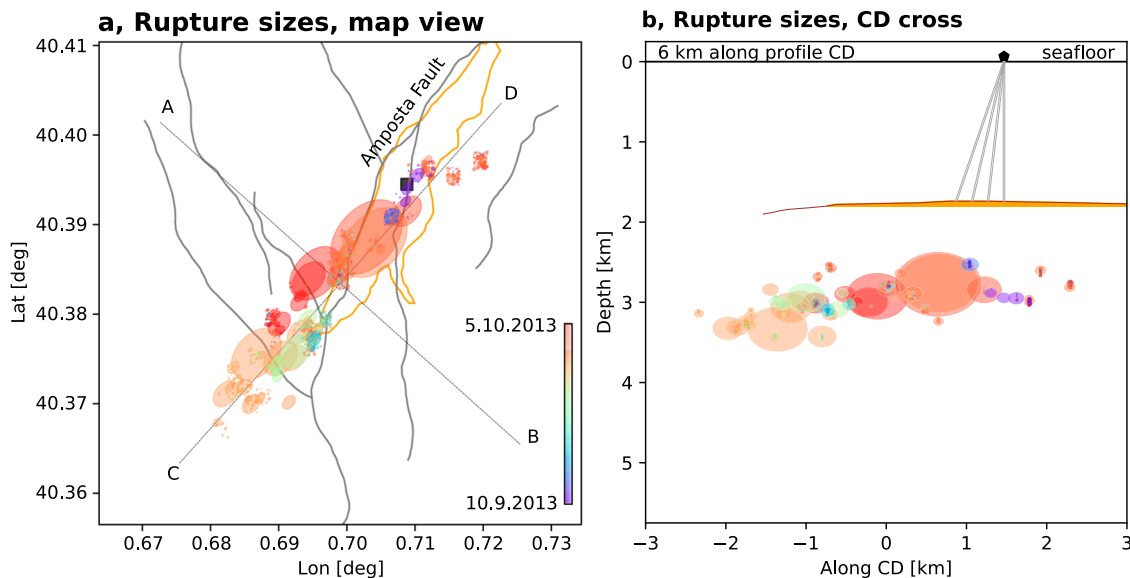 a, Rupture sizes, map view
40.41
40.40
40.39
40.38
40.37
40.36
Lat [deg]
A
Amposta Fault
D
5.10.2013
10.9.2013
B
C
0.67 0.68 0.69 0.70 0.71 0.72 0.73
Lon [deg]
b, Rupture sizes, CD cross
6 km along profile CD seafloor
0
1
2
3
4
5
Depth [km]
−3 −2 −1 0 1 2 3
Along CD [km]